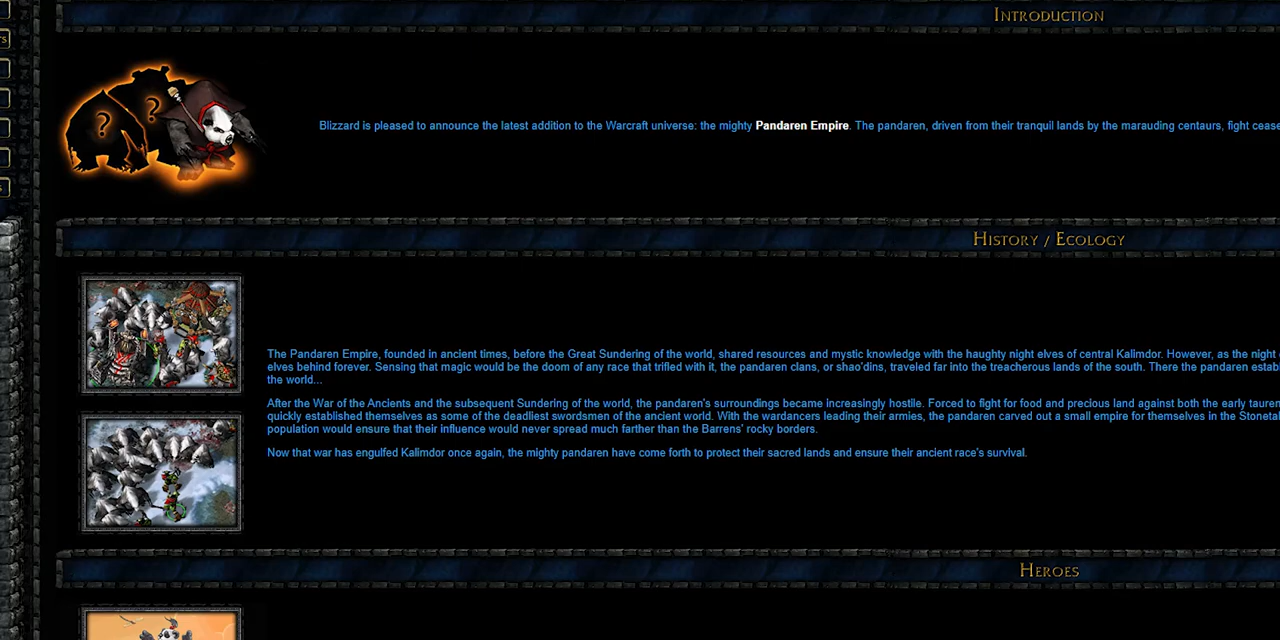 Introduction
? ?
Blizzard is pleased to announce the latest addition to the Warcraft universe: the mighty Pandaren Empire. The pandaren, driven from their tranquil lands by the marauding centaurs, fight
History / Ecology
The Pandaren Empire, founded in ancient times, before the Great Sundering of the world, shared resources and mystic knowledge with the haughty night elves of central Kalimdor. However, as the night
elves behind forever. Sensing that magic would be the doom of any race that trifled with it, the pandaren clans, or shao'dins, traveled far into the treacherous lands of the south. There the pandaren
the world...
After the War of the Ancients and the subsequent Sundering of the world, the pandaren's surroundings became increasingly hostile. Forced to fight for food and precious land against both the early
quickly established themselves as some of the deadliest swordsmen of the ancient world. With the wardancers leading their armies, the pandaren carved out a small empire for themselves in the
population would ensure that their influence would never spread much farther than the Barrens' rocky borders.
Now that war has engulfed Kalimdor once again, the mighty pandaren have come forth to protect their sacred lands and ensure their ancient race's survival.
Heroes